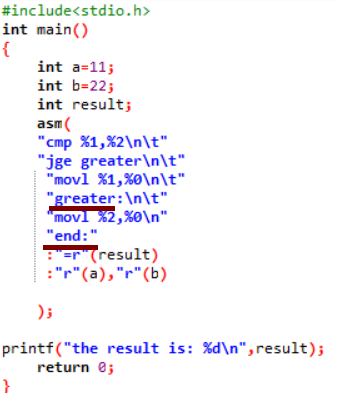 #include<stdio.h>
int main()
{
int a=11;
int b=22;
int result;
asm(
"cmp %1,%2\n\t"
"jge greater\n\t"
"movl %1,%0\n\t"
"greater:\n\t"
"movl %2,%0\n"
"end:"
:"=r"(result)
:"r"(a),"r"(b)
);
printf("the result is: %d\n",result);
return 0;
}